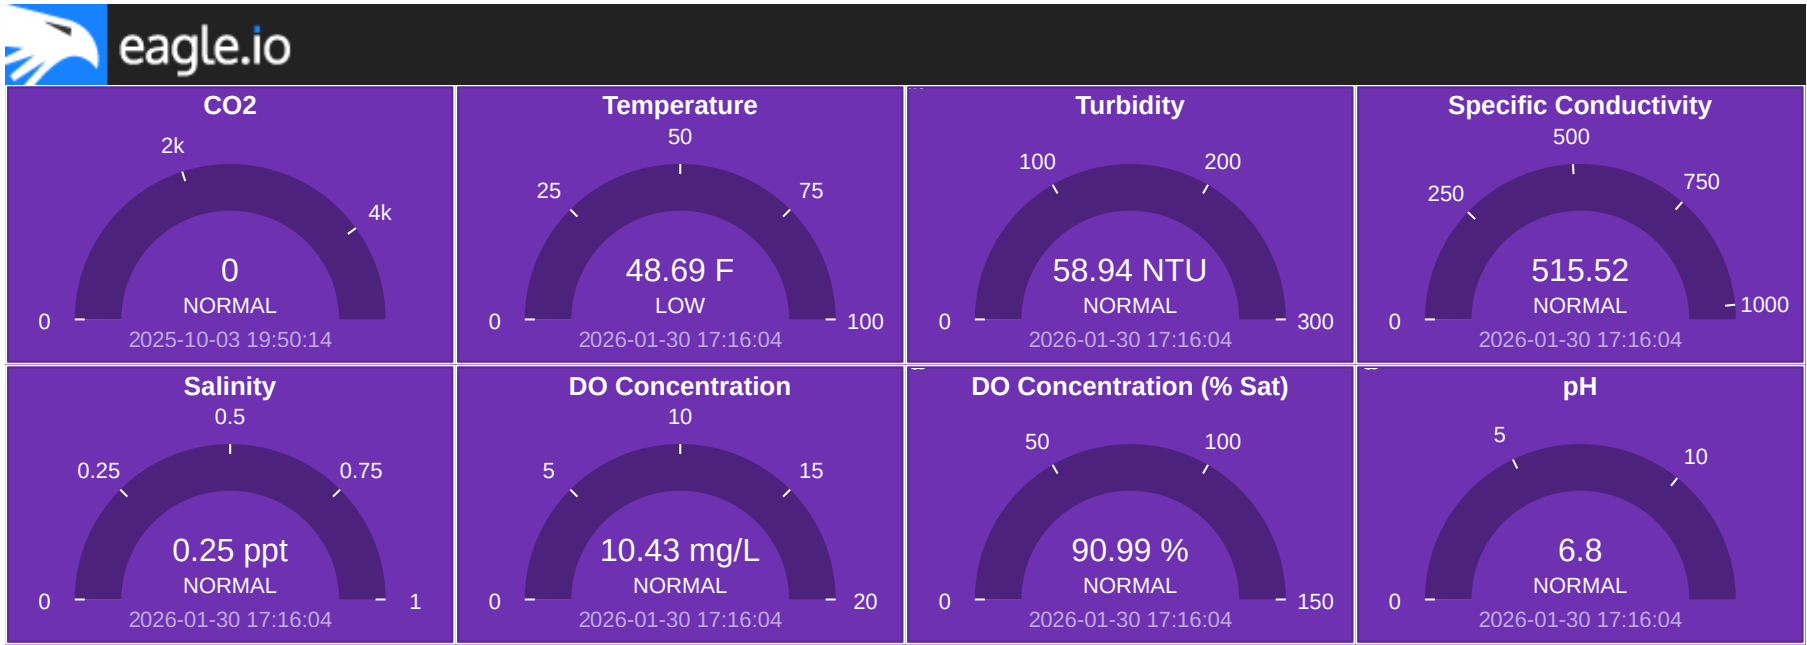 eagle.io
CO2
2k
4k
0
0
NORMAL
2025-10-03 19:50:14
Temperature
50
25
75
48.69 F
LOW
0
100
2026-01-30 17:16:04
Turbidity
100
200
58.94 NTU
NORMAL
0
300
2026-01-30 17:16:04
Specific Conductivity
500
250
750
515.52
NORMAL
0
1000
2026-01-30 17:16:04
Salinity
0.5
0.25
0.75
0.25 ppt
NORMAL
0
1
2026-01-30 17:16:04
DO Concentration
10
5
15
10.43 mg/L
NORMAL
0
20
2026-01-30 17:16:04
DO Concentration (% Sat)
50
100
90.99 %
NORMAL
0
150
2026-01-30 17:16:04
pH
5
10
6.8
NORMAL
0
2026-01-30 17:16:04